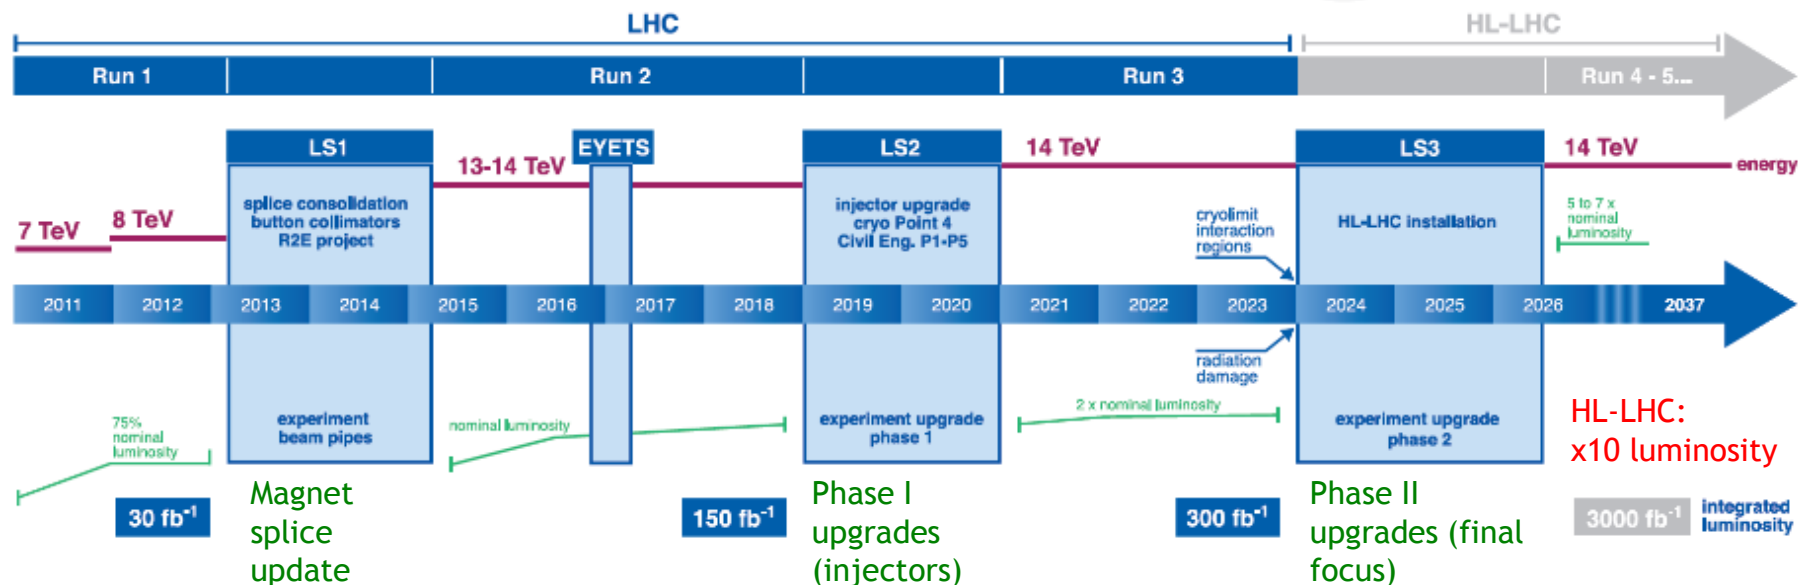 LHC
HL-LHC
Run 1
Run 2
Run 3
Run 4 - 5...
LS1
EYETS
LS2
LS3
13-14 TeV
14 TeV
14 TeV
energy
7 TeV
8 TeV
splice consolidation
button collimators
R2E project
injector upgrade
cryo Point 4
Civil Eng. P1-P5
cryolimit
interaction
regions
HL-LHC installation
5 to 7 x
nominal
luminosity
2011
2012
2013
2014
2015
2016
2017
2018
2019
2020
2021
2022
2023
2024
2025
2026
2037
radiation
damage
75%
nominal
luminosity
experiment
beam pipes
nominal luminosity
experiment upgrade
phase 1
2 x nominal luminosity
experiment upgrade
phase 2
HL-LHC:
x10 luminosity
30 fb⁻¹
Magnet
splice
update
150 fb⁻¹
Phase I
upgrades
(injectors)
300 fb⁻¹
Phase II
upgrades (final
focus)
3000 fb⁻¹
integrated
luminosity